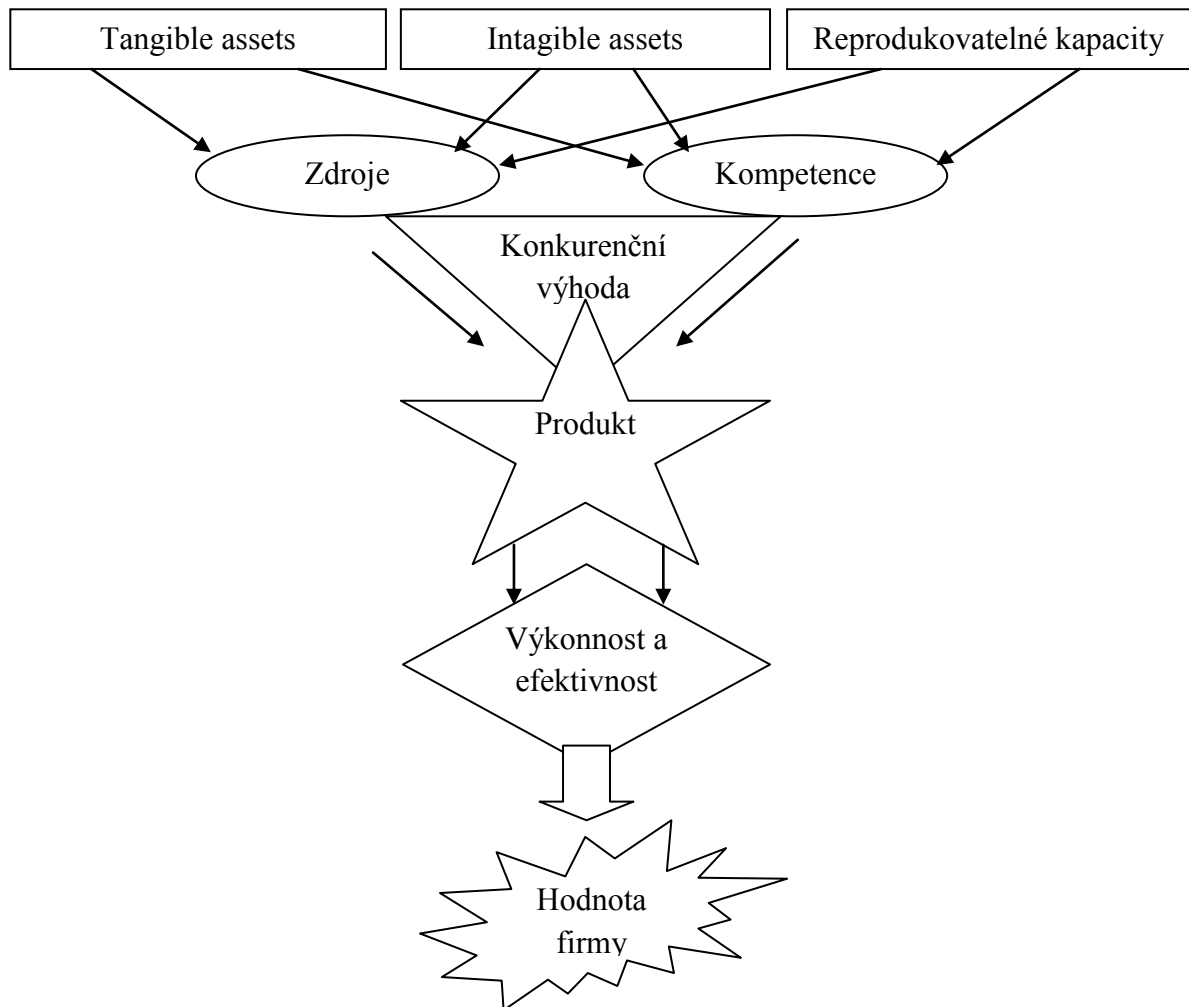 Tangible assets
Intagible assets
Reprodukovatelné kapacity
Zdroje
Kompetence
Konkurenční
výhoda
Produkt
Výkonnost a
efektivnost
Hodnota
firmy